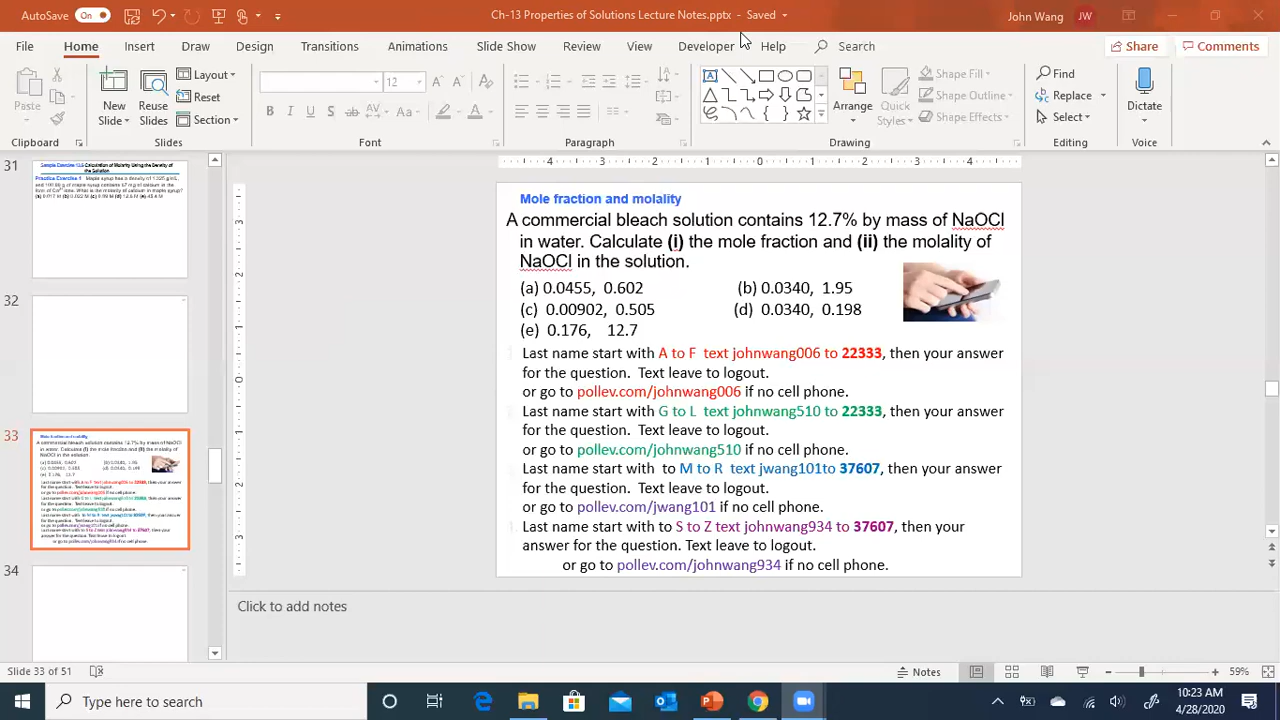 AutoSave On
Ch-13 Properties of Solutions Lecture Notes.pptx - Saved
John Wang JW
File Home Insert Draw Design Transitions Animations Slide Show Review View Developer Help Search Share Comments
Paste
New Slide
Reuse Slides
Layout
Reset
Section
12
Arrange
Quick Styles
Shape Fill
Shape Outline
Shape Effects
Find
Replace
Select
Dictate
Clipboard Slides Font Paragraph Drawing Editing Voice
31
32
33
34
Mole fraction and molality
A commercial bleach solution contains 12.7% by mass of NaOCl
in water. Calculate (i) the mole fraction and (ii) the molality of
NaOCl in the solution.
(a) 0.0455, 0.602 (b) 0.0340, 1.95
(c) 0.00902, 0.505 (d) 0.0340, 0.198
(e) 0.176, 12.7
Last name start with A to F text johnwang006 to 22333, then your answer
for the question. Text leave to logout.
or go to pollev.com/johnwang006 if no cell phone.
Last name start with G to L text johnwang510 to 22333, then your answer
for the question. Text leave to logout.
or go to pollev.com/johnwang510 if no cell phone.
Last name start with to M to R text jwang101to 37607, then your answer
for the question. Text leave to logout.
or go to pollev.com/jwang101 if no cell phone.
Last name start with to S to Z text johnwang934 to 37607, then your
answer for the question. Text leave to logout.
or go to pollev.com/johnwang934 if no cell phone.
Click to add notes
Slide 33 of 51
Notes
59%
Type here to search
10:23 AM
4/28/2020